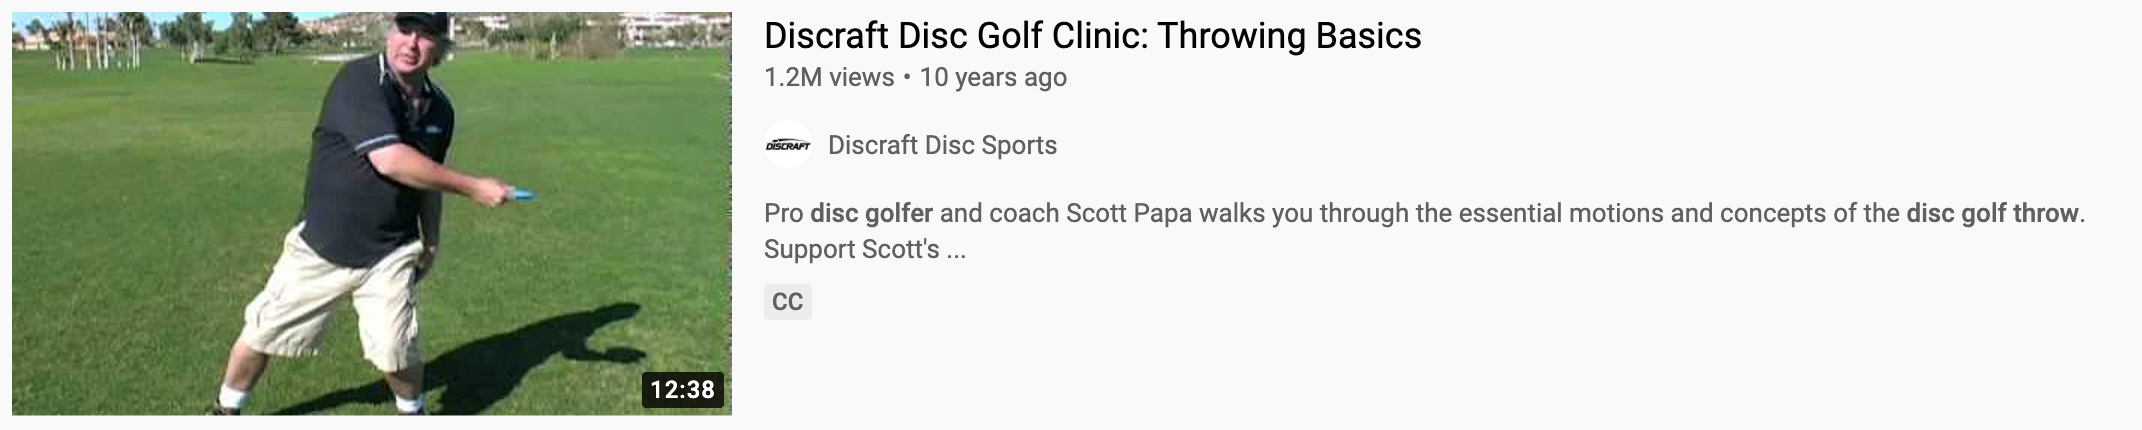 Discraft Disc Golf Clinic: Throwing Basics
1.2M views • 10 years ago
DISCRAFT
Discraft Disc Sports
Pro disc golfer and coach Scott Papa walks you through the essential motions and concepts of the disc golf throw.
Support Scott's ...
CC
12:38